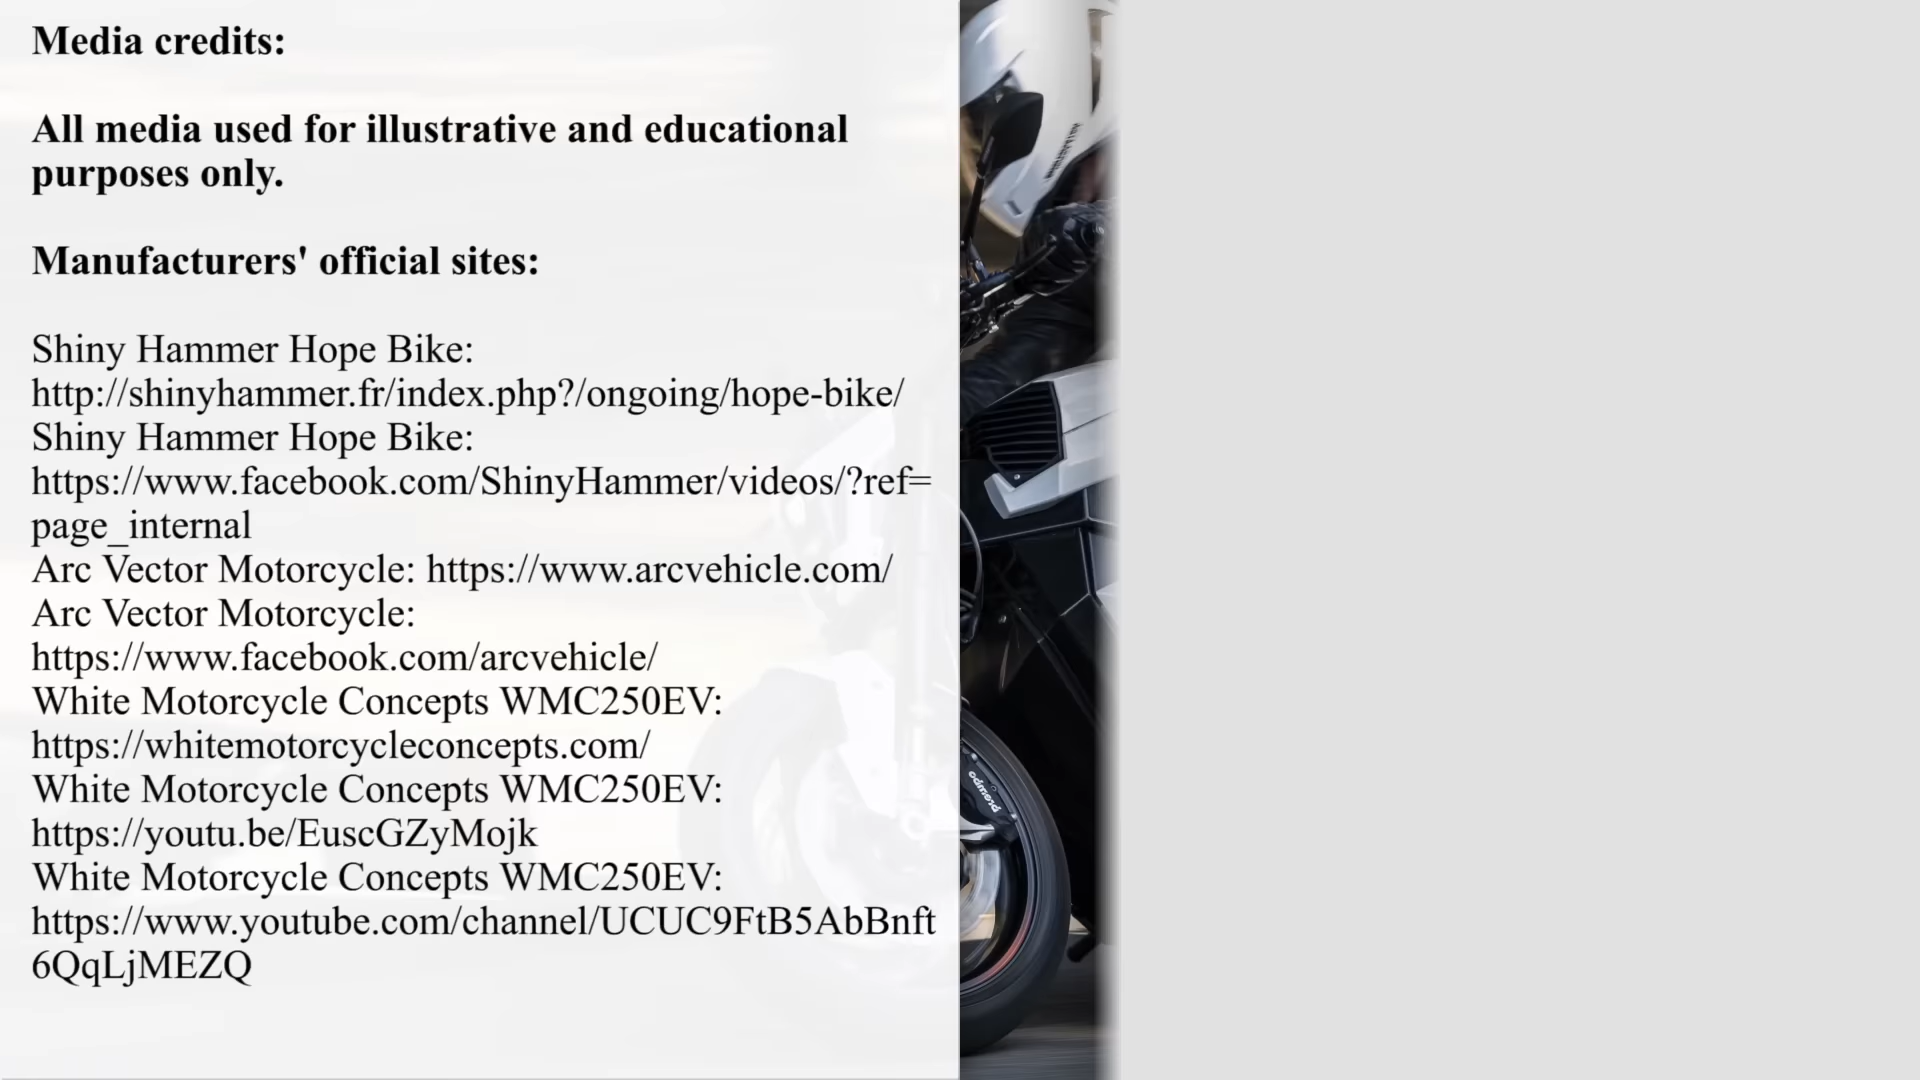 Media credits:
All media used for illustrative and educational
purposes only.
Manufacturers' official sites:
Shiny Hammer Hope Bike:
http://shinyhammer.fr/index.php?/ongoing/hope-bike/
Shiny Hammer Hope Bike:
https://www.facebook.com/ShinyHammer/videos/?ref=
page_internal
Arc Vector Motorcycle: https://www.arcvehicle.com/
Arc Vector Motorcycle:
https://www.facebook.com/arcvehicle/
White Motorcycle Concepts WMC250EV:
https://whitemotorcycleconcepts.com/
White Motorcycle Concepts WMC250EV:
https://youtu.be/EuscGZyMojk
White Motorcycle Concepts WMC250EV:
https://www.youtube.com/channel/UCUC9FtB5AbBnft
6QqLjMEZQ